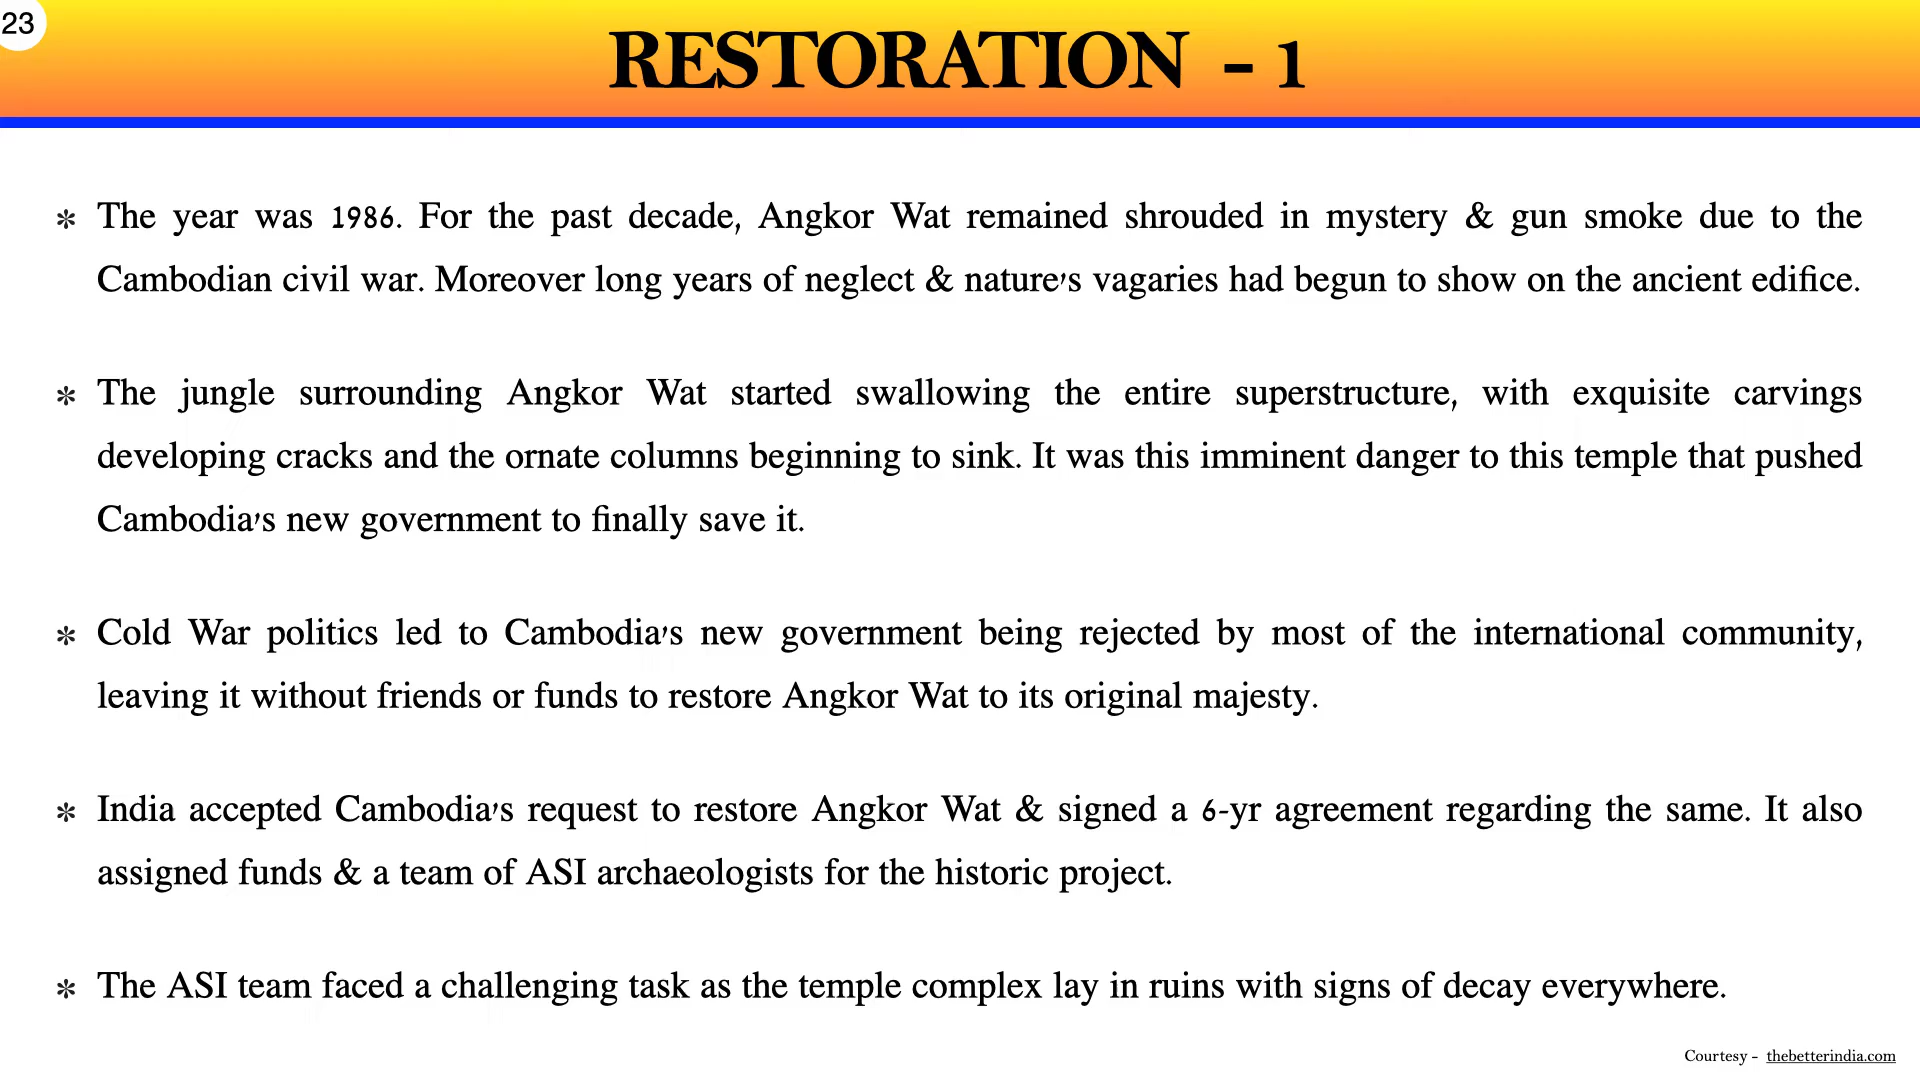 23
RESTORATION - 1
* The year was 1986. For the past decade, Angkor Wat remained shrouded in mystery & gun smoke due to the
Cambodian civil war. Moreover long years of neglect & nature's vagaries had begun to show on the ancient edifice.
* The jungle surrounding Angkor Wat started swallowing the entire superstructure, with exquisite carvings
developing cracks and the ornate columns beginning to sink. It was this imminent danger to this temple that pushed
Cambodia's new government to finally save it.
* Cold War politics led to Cambodia's new government being rejected by most of the international community,
leaving it without friends or funds to restore Angkor Wat to its original majesty.
* India accepted Cambodia's request to restore Angkor Wat & signed a 6-yr agreement regarding the same. It also
assigned funds & a team of ASI archaeologists for the historic project.
* The ASI team faced a challenging task as the temple complex lay in ruins with signs of decay everywhere.
Courtesy - thebetterindia.com